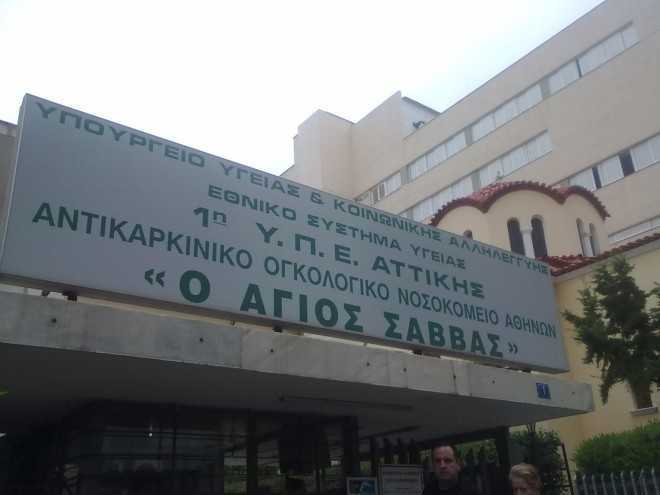 ΥΠΟΥΡΓΕΙΟ ΥΓΕΙΑΣ & ΚΟΙΝΩΝΙΚΗΣ ΑΛΛΗΛΕΓΓΥΗΣ
ΕΘΝΙΚΟ ΣΥΣΤΗΜΑ ΥΓΕΙΑΣ
1η Υ.Π.Ε. ΑΤΤΙΚΗΣ
ΑΝΤΙΚΑΡΚΙΝΙΚΟ ΟΓΚΟΛΟΓΙΚΟ ΝΟΣΟΚΟΜΕΙΟ ΑΘΗΝΩΝ
«Ο ΑΓΙΟΣ ΣΑΒΒΑΣ»